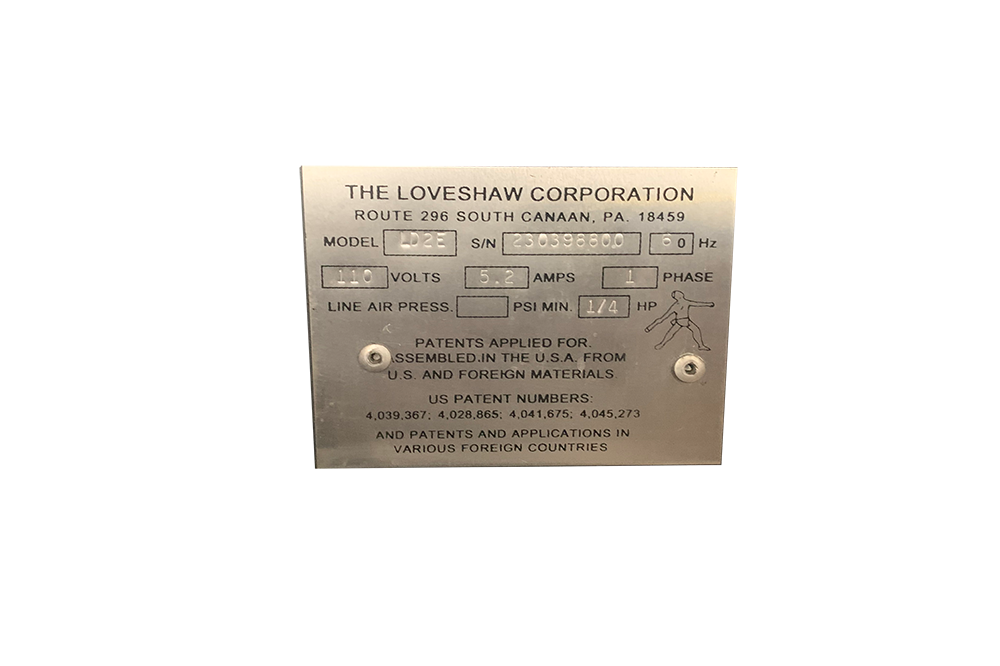 THE LOVESHAW CORPORATION
ROUTE 296 SOUTH CANAAN, PA. 18459
MODEL LD2E S/N 230396800 60 Hz
110 VOLTS 5.2 AMPS 1 PHASE
LINE AIR PRESS. PSI MIN. 1/4 HP
PATENTS APPLIED FOR.
ASSEMBLED.IN THE U.S.A. FROM
U.S. AND FOREIGN MATERIALS
US PATENT NUMBERS:
4,039,367; 4,028,865; 4,041,675; 4,045,273
AND PATENTS AND APPLICATIONS IN
VARIOUS FOREIGN COUNTRIES